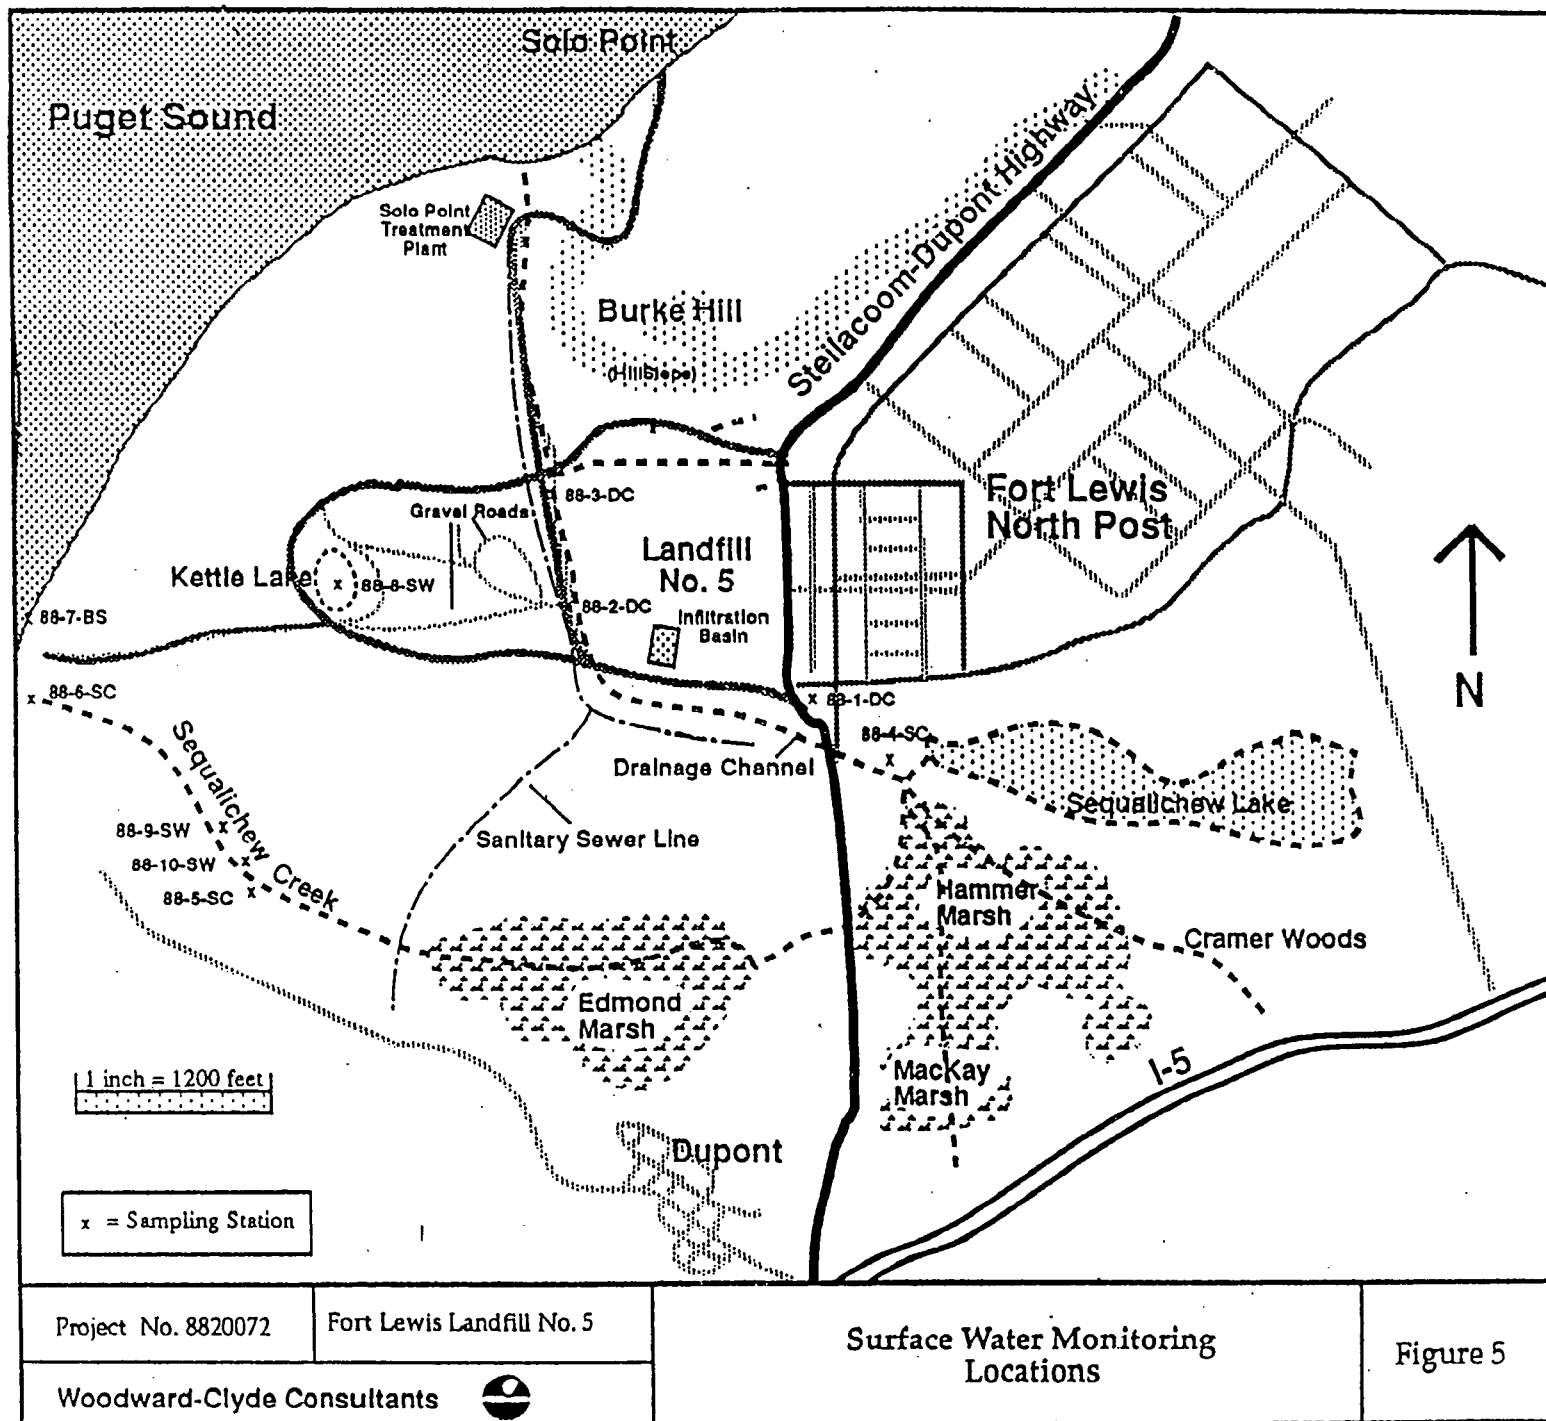 Solo Point
Puget Sound
Solo Point
Treatment
Plant
Burke Hill
(Hillslope)
Steilacoom-Dupont Highway
88-3-DC
Gravel Roads
Landfill
No. 5
Fort Lewis
North Post
Kettle Lake
88-8-SW
88-2-DC
Infiltration
Basin
88-7-BS
88-6-SC
88-1-DC
88-4-SC
N
Drainage Channel
Sequalichew Lake
Sequalichew Creek
Sanitary Sewer Line
88-9-SW
88-10-SW
88-5-SC
Hammer
Marsh
Cramer Woods
Edmond
Marsh
MacKay
Marsh
I-5
1 inch = 1200 feet
Dupont
x = Sampling Station
Project No. 8820072
Fort Lewis Landfill No. 5
Surface Water Monitoring
Locations
Figure 5
Woodward-Clyde Consultants